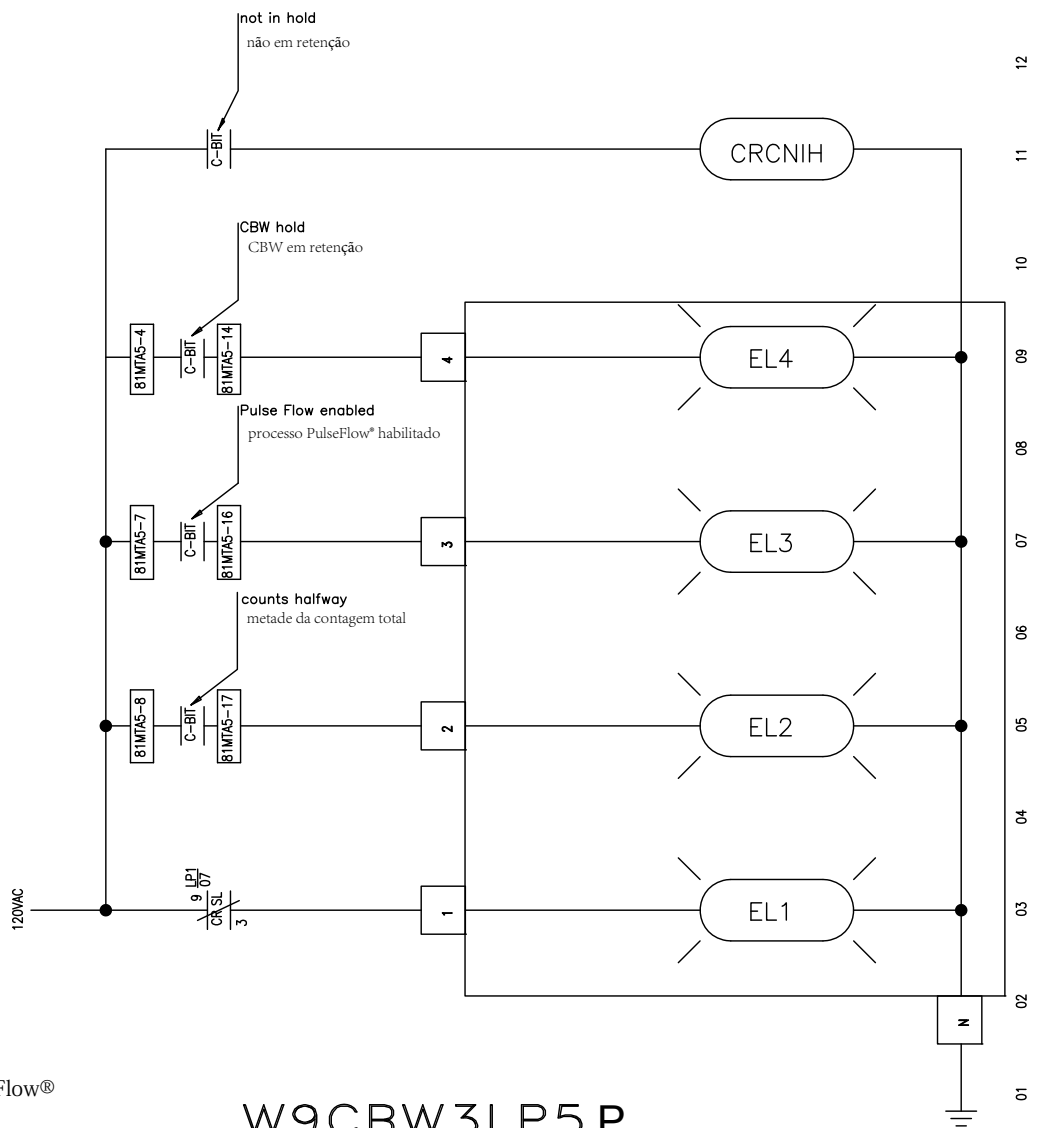 not in hold
não em retenção
12
C-BIT
CRCNIH
11
CBW hold
CBW em retenção
10
81MTA5-4
C-BIT
81MTA5-14
4
EL4
09
Pulse Flow enabled
processo PulseFlow® habilitado
08
81MTA5-7
C-BIT
81MTA5-16
3
EL3
07
counts halfway
metade da contagem total
06
81MTA5-8
C-BIT
81MTA5-17
2
EL2
05
04
120VAC
9
LP1
07
CR SL
3
1
EL1
03
02
N
01
Flow®
W9CBW3LP5P